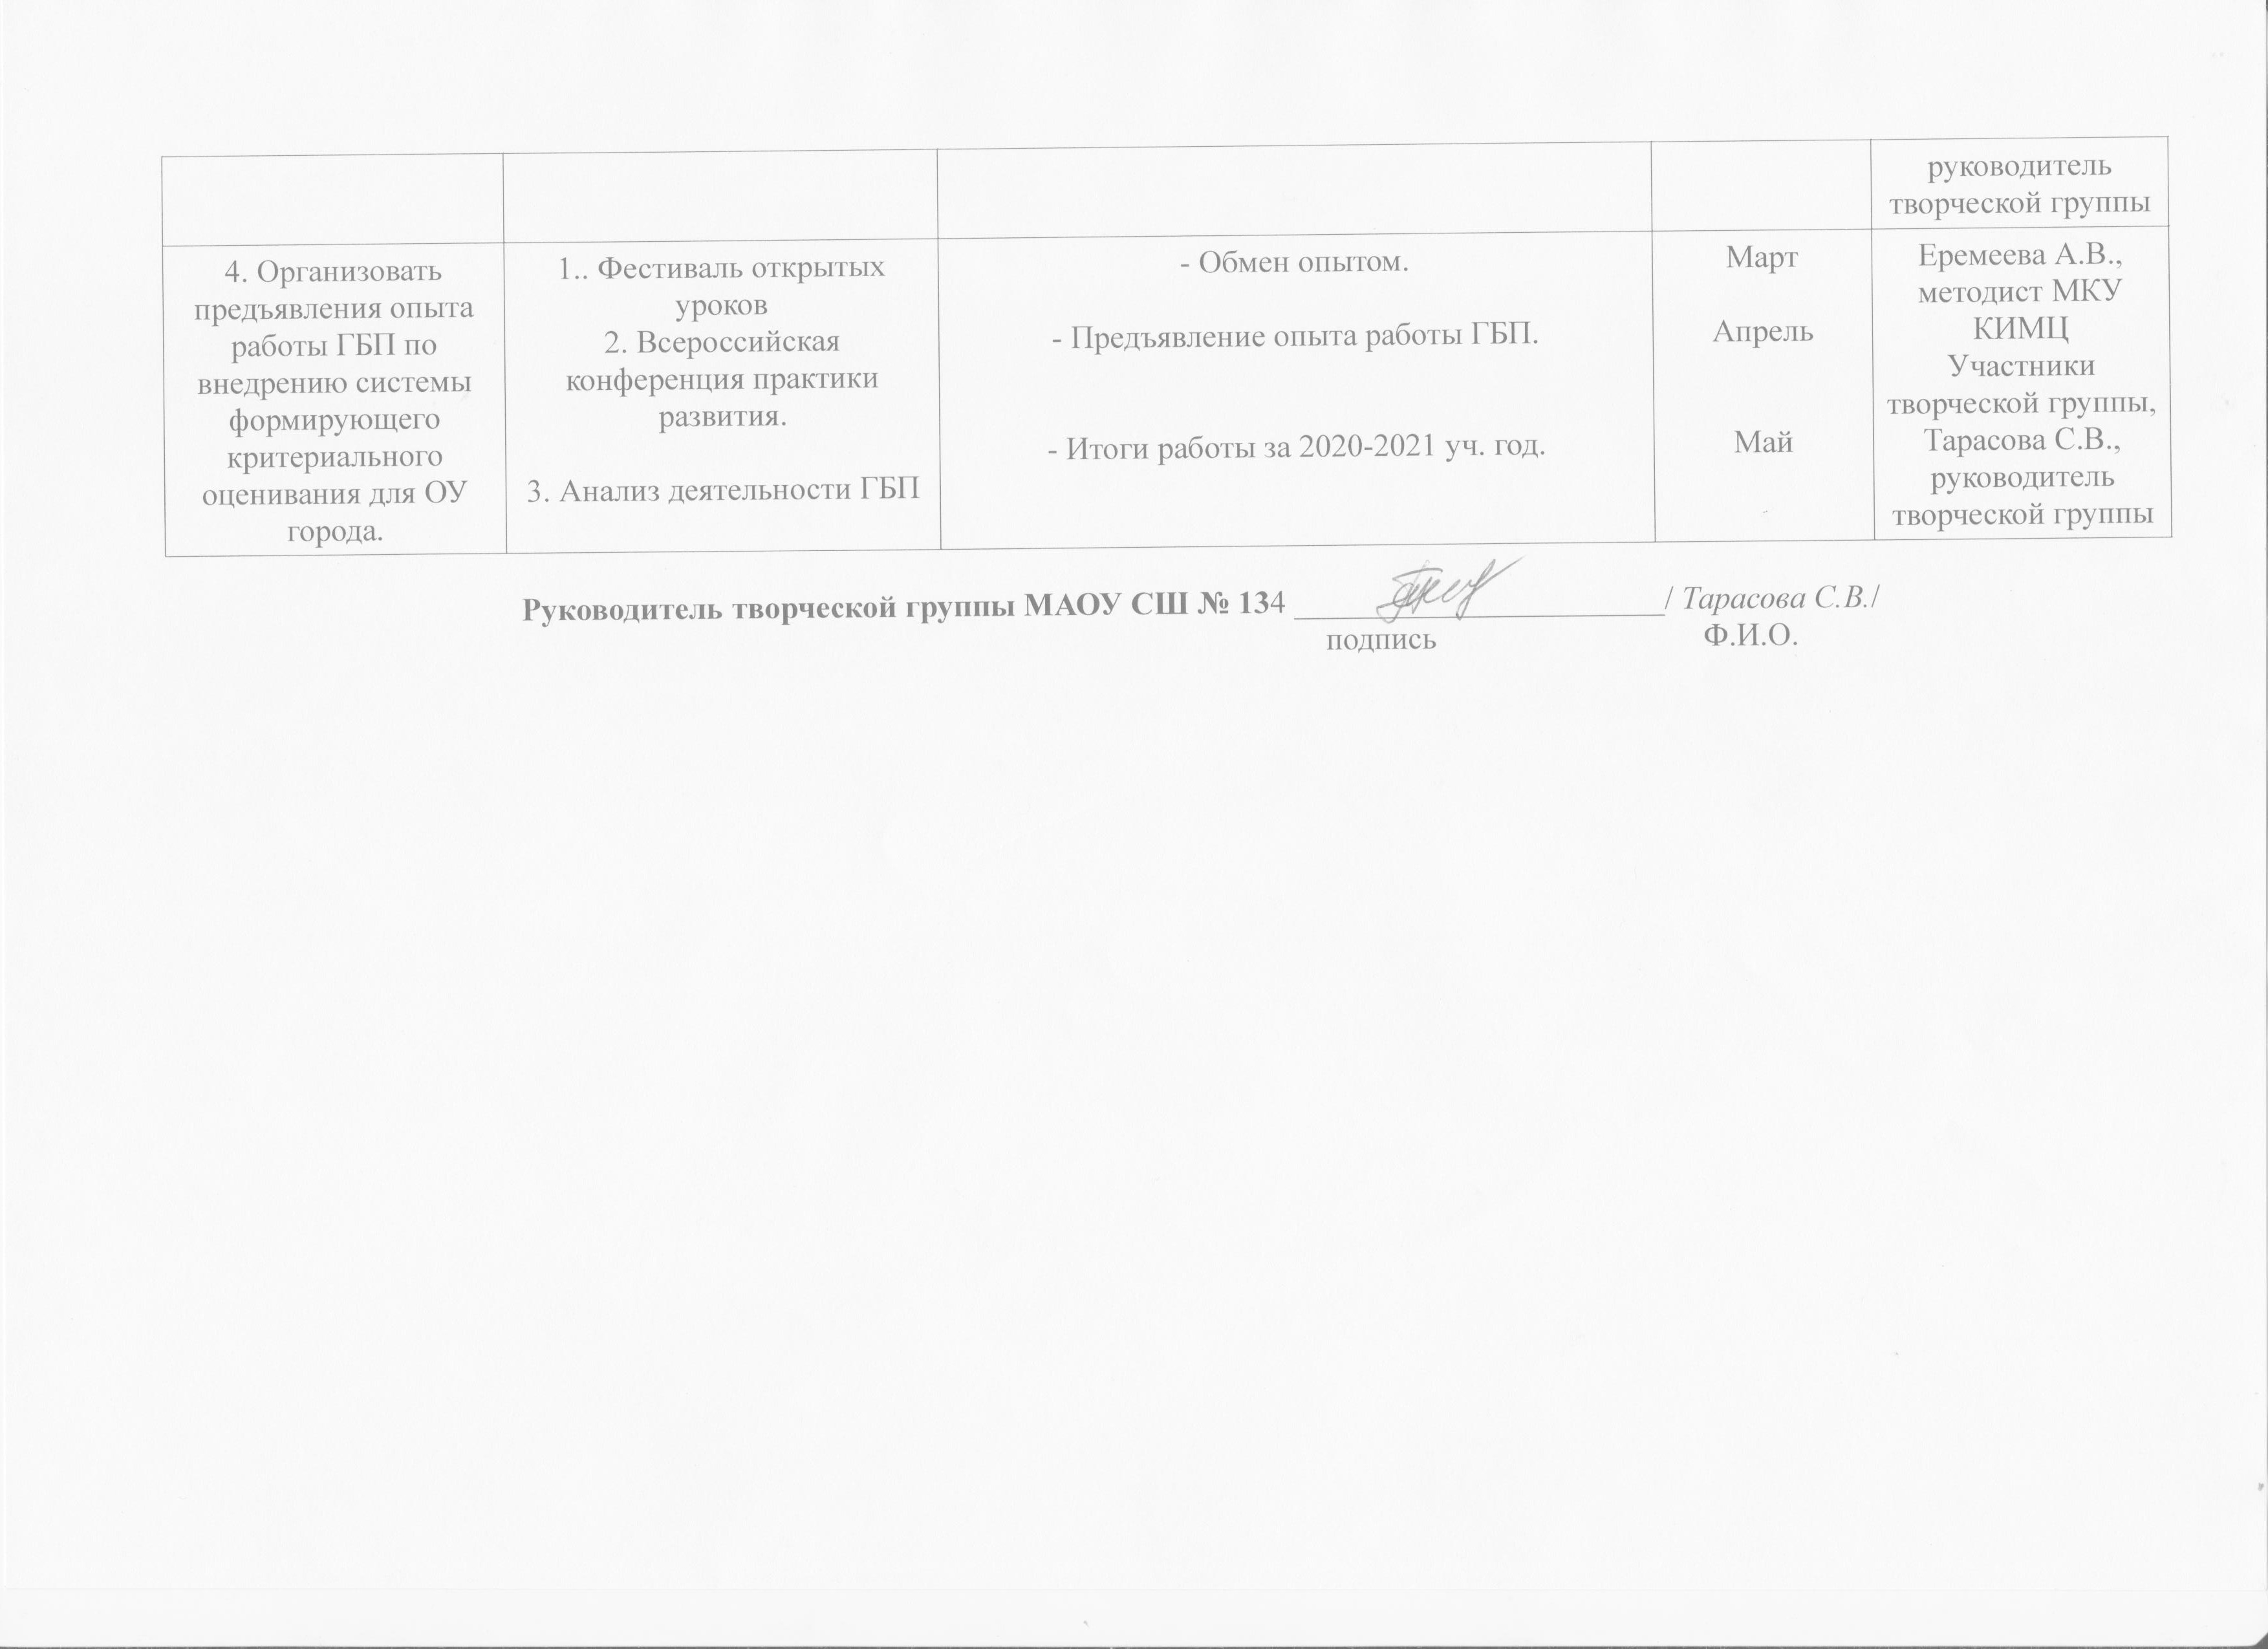 руководитель
творческой группы
4. Организовать
предъявления опыта
работы ГБП по
внедрению системы
формирующего
критериального
оценивания для ОУ
города.
1.. Фестиваль открытых
уроков
2. Всероссийская
конференция практики
развития.
3. Анализ деятельности ГБП
- Обмен опытом.
- Предъявление опыта работы ГБП.
- Итоги работы за 2020-2021 уч. год.
Март
Апрель
Май
Еремеева А.В.,
методист МКУ
КИМЦ
Участники
творческой группы,
Тарасова С.В.,
руководитель
творческой группы
Руководитель творческой группы МАОУ СШ № 134 ______________________/ Тарасова С.В./
подпись Ф.И.О.